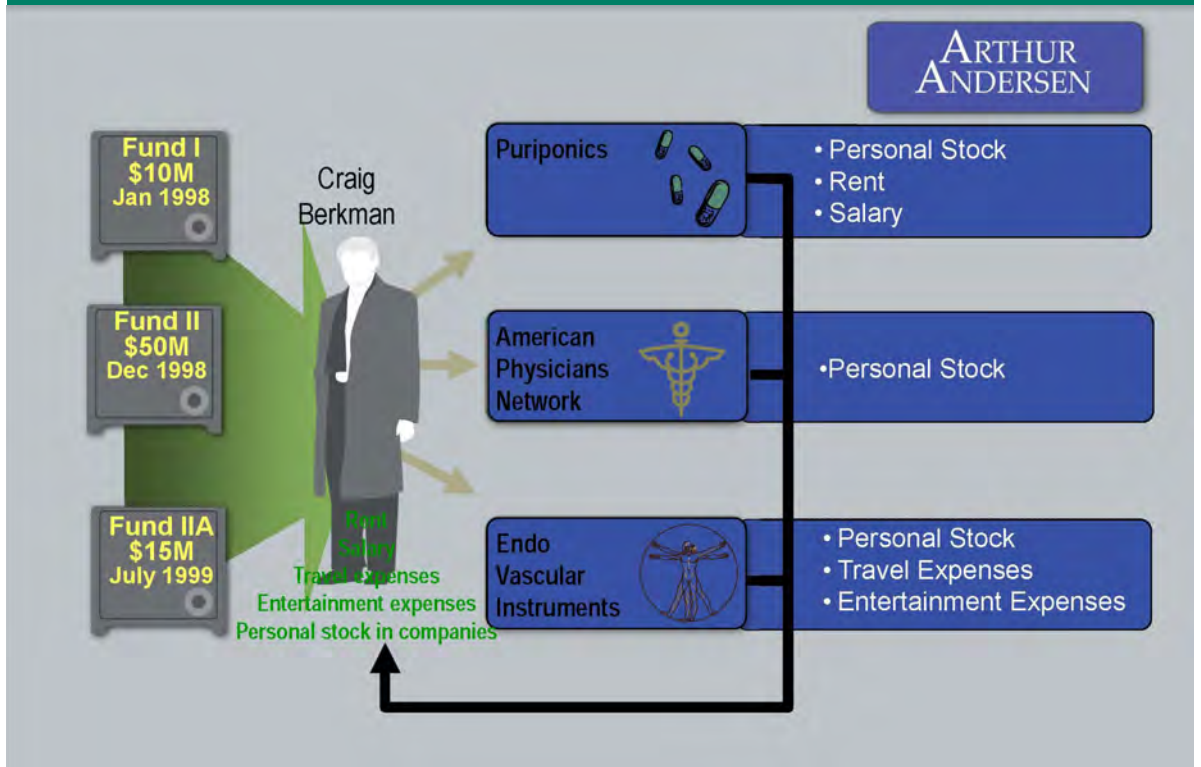 ARTHUR
ANDERSEN
Fund I
$10M
Jan 1998
Fund II
$50M
Dec 1998
Fund IIA
$15M
July 1999
Craig
Berkman
Rent
Salary
Travel expenses
Entertainment expenses
Personal stock in companies
Puriponics
• Personal Stock
• Rent
• Salary
American
Physicians
Network
•Personal Stock
Endo
Vascular
Instruments
• Personal Stock
• Travel Expenses
• Entertainment Expenses